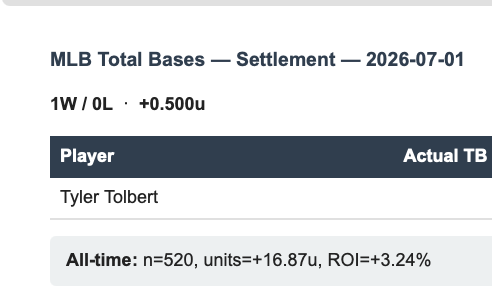 MLB Total Bases — Settlement — 2026-07-01
1W / 0L · +0.500u
Player Actual TB
Tyler Tolbert
All-time: n=520, units=+16.87u, ROI=+3.24%